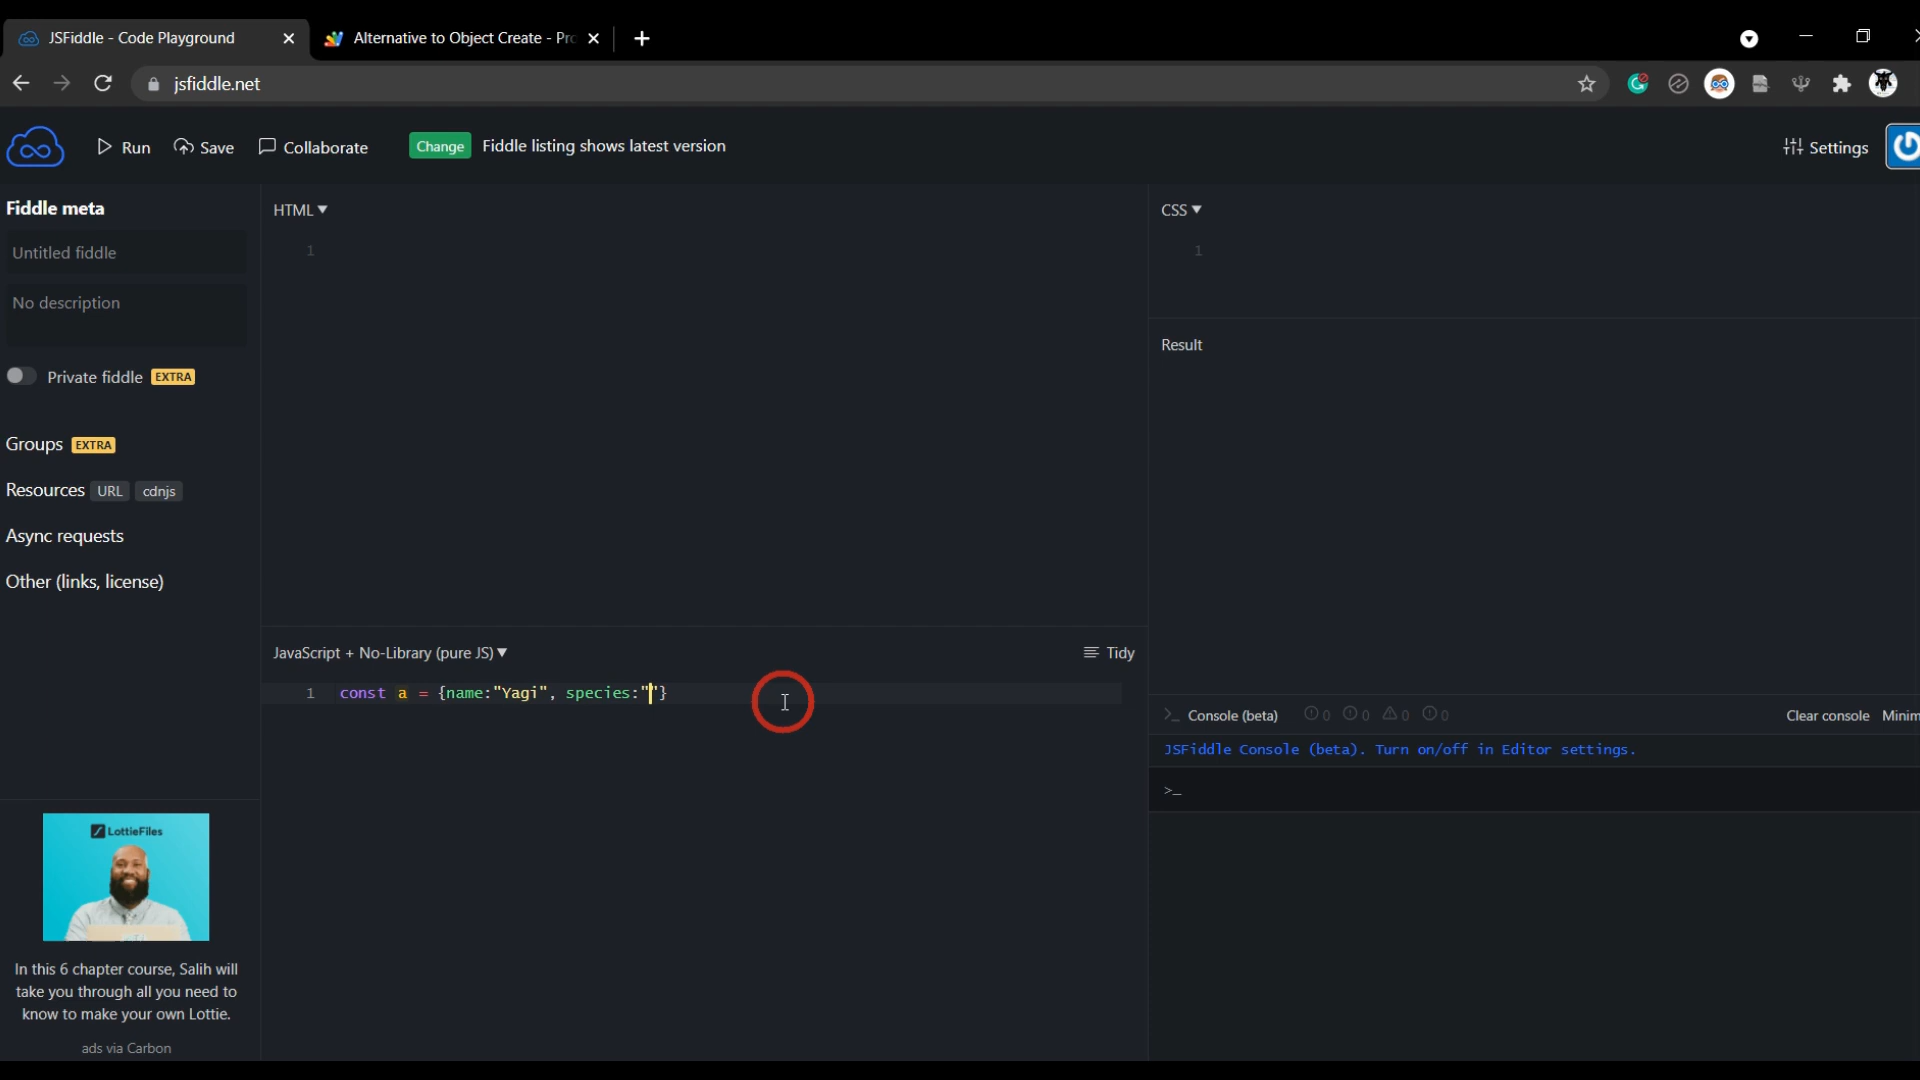 JSFiddle - Code Playground
Alternative to Object Create - Pr
jsfiddle.net
Run
Save
Collaborate
Change
Fiddle listing shows latest version
Settings
Fiddle meta
Untitled fiddle
No description
Private fiddle EXTRA
Groups EXTRA
Resources URL cdnjs
Async requests
Other (links, license)
LottieFiles
In this 6 chapter course, Salih will
take you through all you need to
know to make your own Lottie.
ads via Carbon
HTML
1
JavaScript + No-Library (pure JS)
Tidy
1 const a = {name:"Yagi", species:""}
CSS
1
Result
>_ Console (beta) 0 0 0 0
Clear console Minim
JSFiddle Console (beta). Turn on/off in Editor settings.
>_